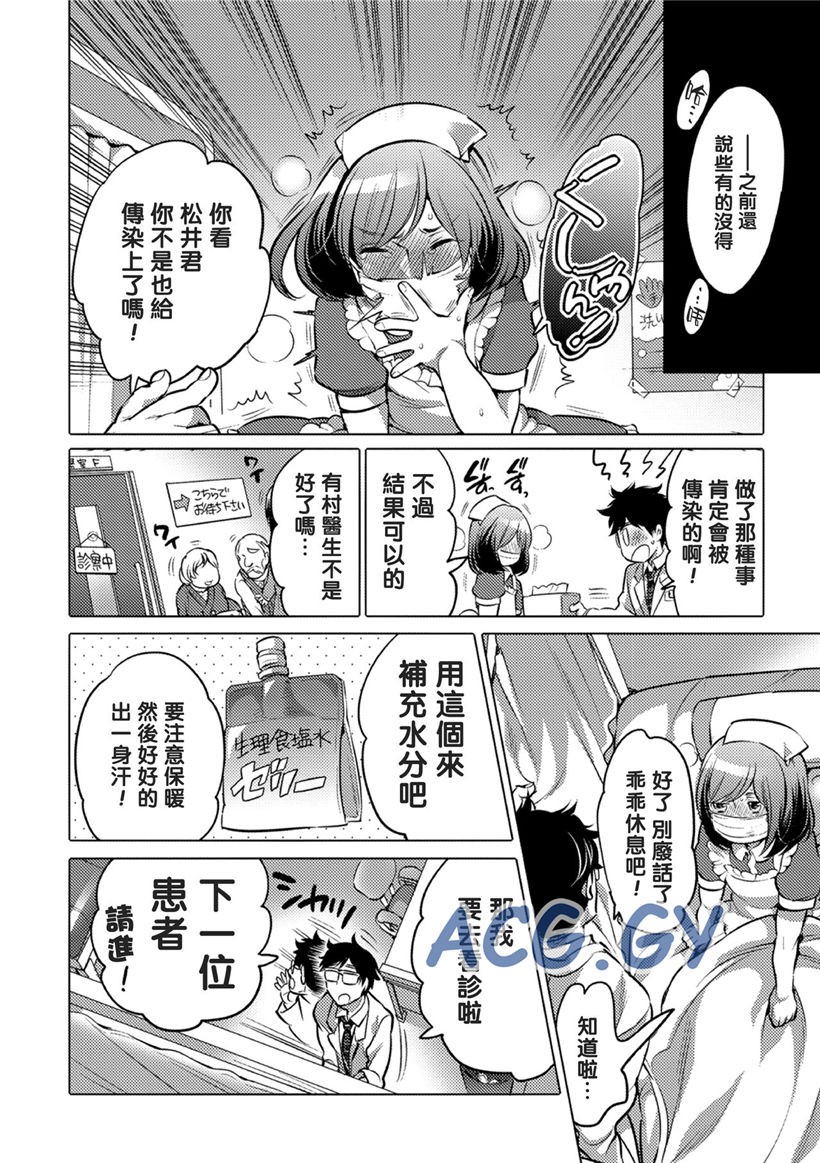 哈…
——之前還
說些有的沒得
唔…
くしゅん!
洗い
你看
松井君
你不是也給
傳染上了嗎!
做了那種事
肯定會被
傳染的啊!
不過
結果可以的
有村醫生不是
好了嗎…
こちらで
お待ち下さい
診察中
好了 別廢話了
乖乖休息吧!
知道啦…
用這個來
補充水分吧
生理食塩水
ゼリー
要注意保暖
然後好好的
出一身汗!
那我
要去看診啦
シャッ
下一位
患者
請進!
ACG.GY